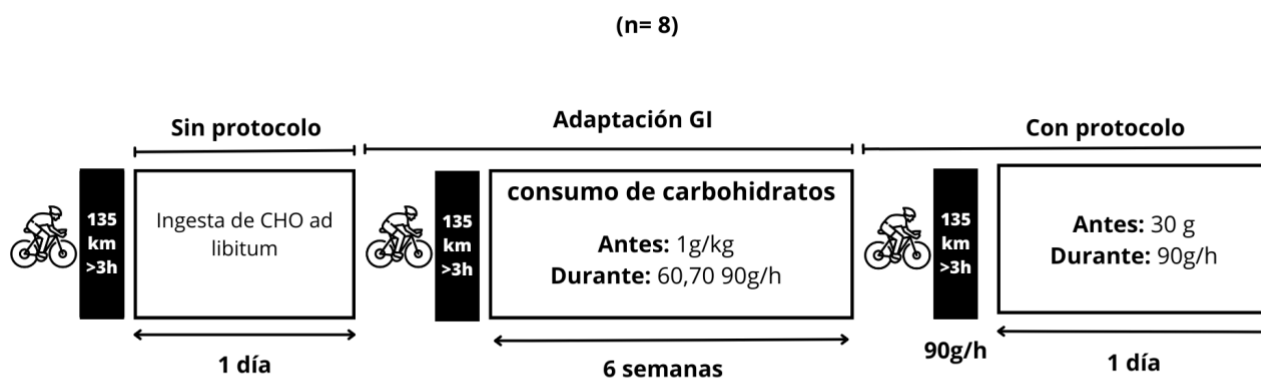 (n= 8)
Sin protocolo
Adaptación GI
Con protocolo
135
km
>3h
Ingesta de CHO ad
libitum
135
km
>3h
consumo de carbohidratos
Antes: 1g/kg
Durante: 60,70 90g/h
135
km
>3h
Antes: 30 g
Durante: 90g/h
1 día
6 semanas
90g/h
1 día